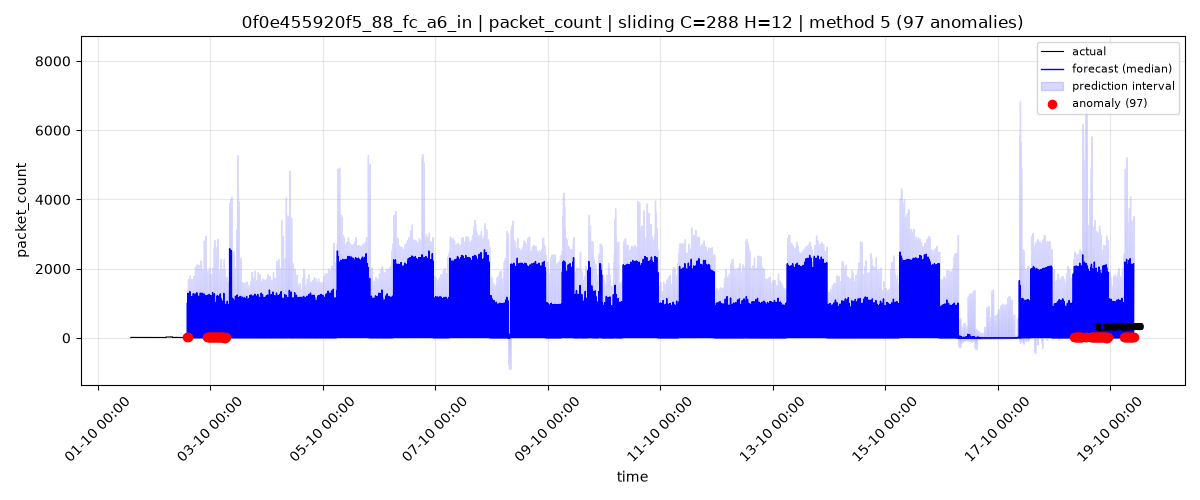 0f0e455920f5_88_fc_a6_in | packet_count | sliding C=288 H=12 | method 5 (97 anomalies)
actual
forecast (median)
prediction interval
anomaly (97)
packet_count
8000
6000
4000
2000
0
01-10 00:00
03-10 00:00
05-10 00:00
07-10 00:00
09-10 00:00
11-10 00:00
13-10 00:00
15-10 00:00
17-10 00:00
19-10 00:00
time